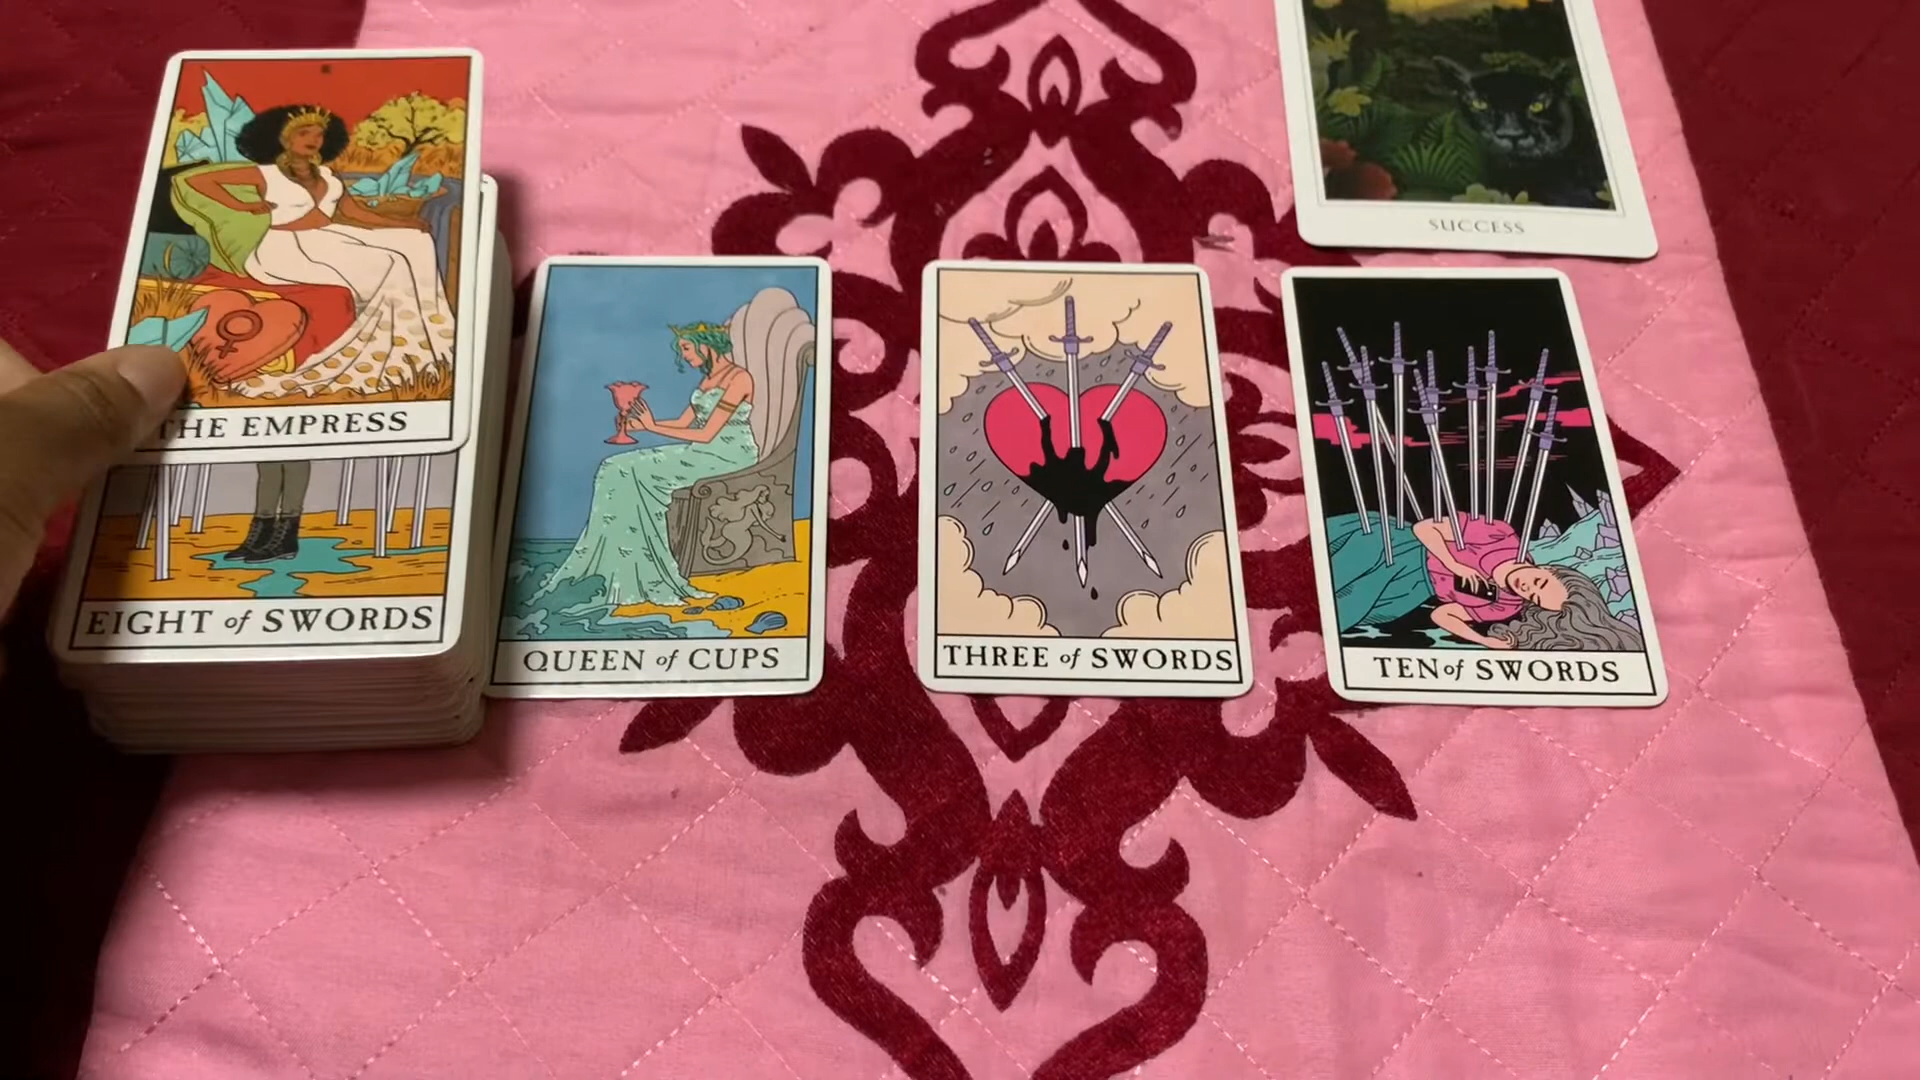 SUCCESS
THE EMPRESS
EIGHT of SWORDS
QUEEN of CUPS
THREE of SWORDS
TEN of SWORDS